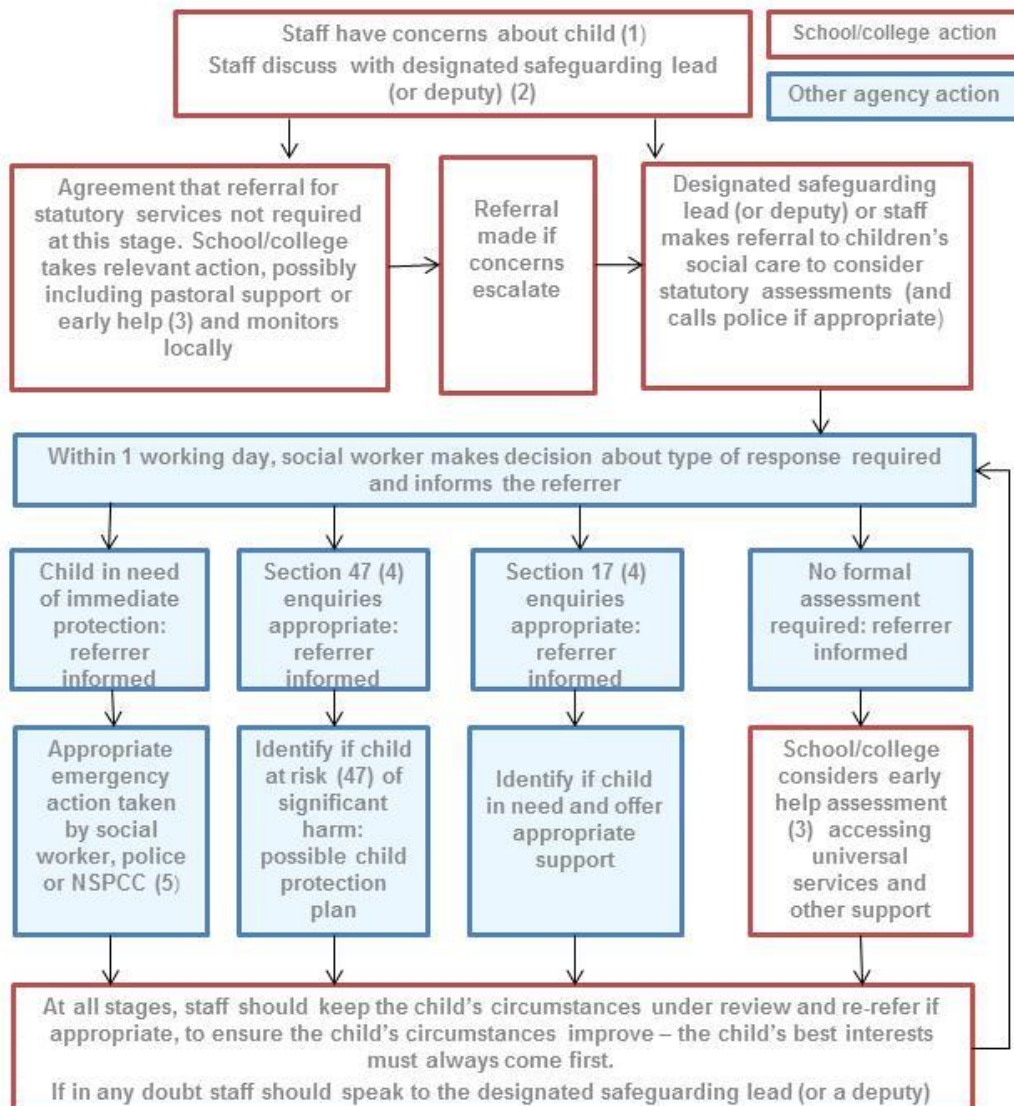 Staff have concerns about child (1)
Staff discuss with designated safeguarding lead
(or deputy) (2)
School/college action
Other agency action
Agreement that referral for
statutory services not required
at this stage. School/college
takes relevant action, possibly
including pastoral support or
early help (3) and monitors
locally
Referral
made if
concerns
escalate
Designated safeguarding
lead (or deputy) or staff
makes referral to children’s
social care to consider
statutory assessments (and
calls police if appropriate)
Within 1 working day, social worker makes decision about type of response required
and informs the referrer
Child in need
of immediate
protection:
referrer
informed
Section 47 (4)
enquiries
appropriate:
referrer
informed
Section 17 (4)
enquiries
appropriate:
referrer
informed
No formal
assessment
required: referrer
informed
Appropriate
emergency
action taken
by social
worker, police
or NSPCC (5)
Identify if child
at risk (47) of
significant
harm:
possible child
protection
plan
Identify if child
in need and offer
appropriate
support
School/college
considers early
help assessment
(3) accessing
universal
services and
other support
At all stages, staff should keep the child’s circumstances under review and re-refer if
appropriate, to ensure the child’s circumstances improve – the child’s best interests
must always come first.
If in any doubt staff should speak to the designated safeguarding lead (or a deputy)